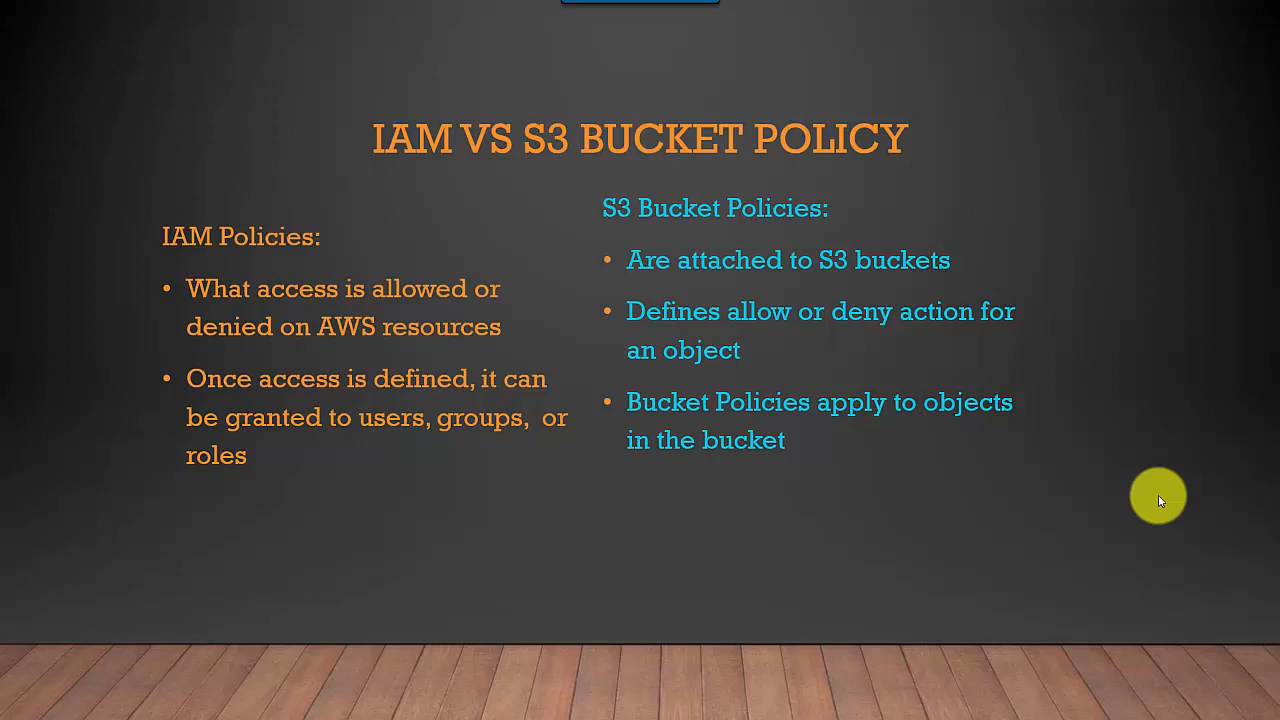 IAM VS S3 BUCKET POLICY
IAM Policies:
• What access is allowed or
denied on AWS resources
• Once access is defined, it can
be granted to users, groups,  or
roles
S3 Bucket Policies:
• Are attached to S3 buckets
• Defines allow or deny action for
an object
• Bucket Policies apply to objects
in the bucket